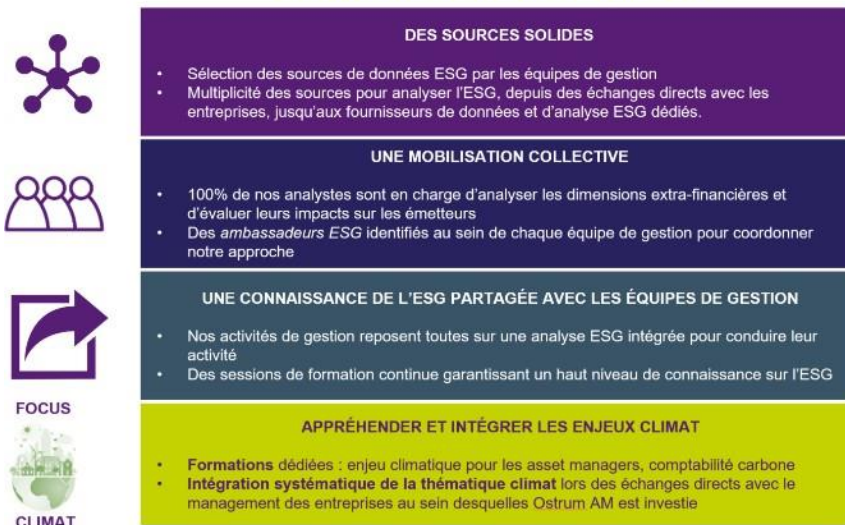 DES SOURCES SOLIDES
• Sélection des sources de données ESG par les équipes de gestion
• Multiplicité des sources pour analyser l'ESG, depuis des échanges directs avec les
entreprises, jusqu'aux fournisseurs de données et d'analyse ESG dédiés.
UNE MOBILISATION COLLECTIVE
• 100% de nos analystes sont en charge d'analyser les dimensions extra-financières et
d'évaluer leurs impacts sur les émetteurs
• Des ambassadeurs ESG identifiés au sein de chaque équipe de gestion pour coordonner
notre approche
UNE CONNAISSANCE DE L'ESG PARTAGÉE AVEC LES ÉQUIPES DE GESTION
• Nos activités de gestion reposent toutes sur une analyse ESG intégrée pour conduire leur
activité
• Des sessions de formation continue garantissant un haut niveau de connaissance sur l'ESG
FOCUS
CLIMAT
APPRÉHENDER ET INTÉGRER LES ENJEUX CLIMAT
• Formations dédiées : enjeu climatique pour les asset managers, comptabilité carbone
• Intégration systématique de la thématique climat lors des échanges directs avec le
management des entreprises au sein desquelles Ostrum AM est investie